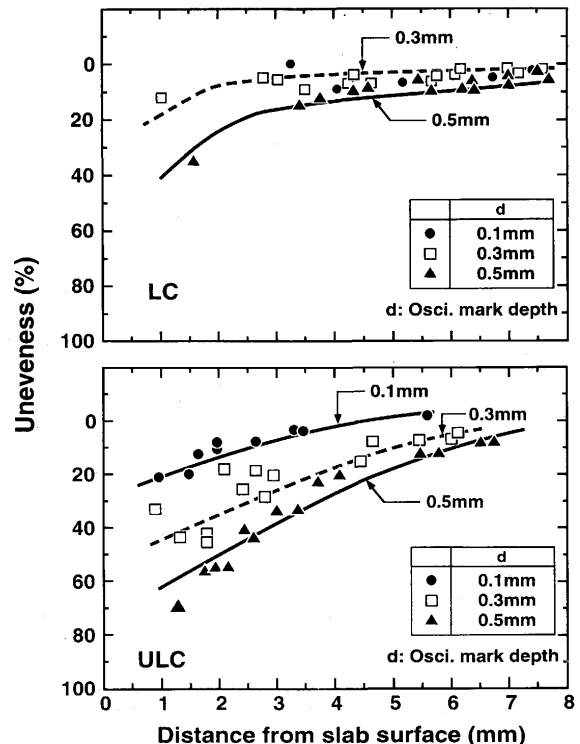 0
20
40
60
80
100
0.3mm
0.5mm
d
0.1mm
0.3mm
0.5mm
d: Osci. mark depth
LC
Uneveness (%)
0
20
40
60
80
100
0.1mm
0.3mm
0.5mm
d
0.1mm
0.3mm
0.5mm
d: Osci. mark depth
ULC
0 1 2 3 4 5 6 7 8
Distance from slab surface (mm)